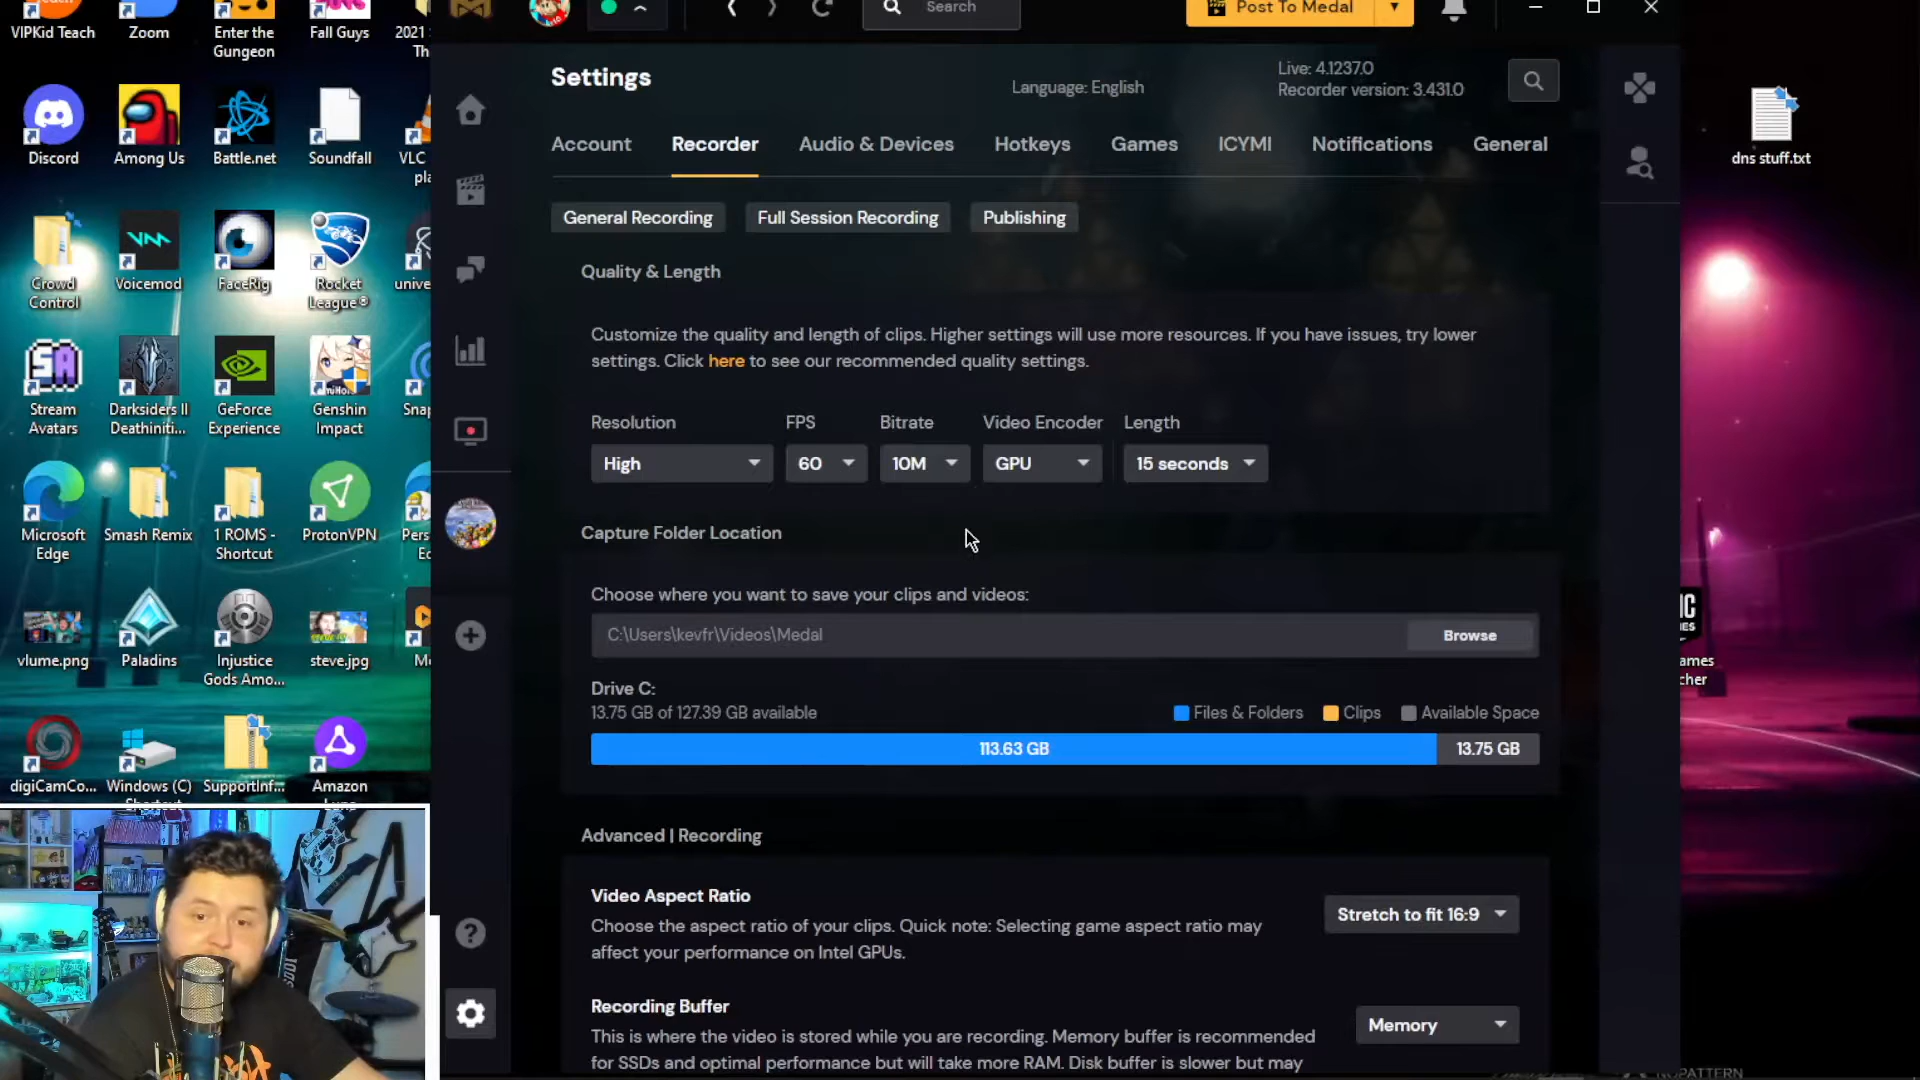 VIPKid Teach
Zoom
Enter the
Gungeon
Fall Guys
2021
Th
Discord
Among Us
Battle.net
Soundfall
VLC
pla
Crowd
Control
Voicemod
FaceRig
Rocket
League®
unive
Stream
Avatars
Darksiders II
Deathiniti...
GeForce
Experience
Genshin
Impact
Snap
Microsoft
Edge
Smash Remix
1 ROMS -
Shortcut
ProtonVPN
Pers
Ec
vlume.png
Paladins
Injustice
Gods Amo...
steve.jpg
digiCamCo...
Windows (C)
SupportInf...
Amazon
Search
Post To Medal
Settings
Language: English
Live: 4.1237.0
Recorder version: 3.431.0
Account
Recorder
Audio & Devices
Hotkeys
Games
ICYMI
Notifications
General
General Recording
Full Session Recording
Publishing
Quality & Length
Customize the quality and length of clips. Higher settings will use more resources. If you have issues, try lower
settings. Click here to see our recommended quality settings.
Resolution
FPS
Bitrate
Video Encoder
Length
High
60
10M
GPU
15 seconds
Capture Folder Location
Choose where you want to save your clips and videos:
C:\Users\kevfr\Videos\Medal
Browse
Drive C:
13.75 GB of 127.39 GB available
Files & Folders
Clips
Available Space
113.63 GB
13.75 GB
Advanced | Recording
Video Aspect Ratio
Choose the aspect ratio of your clips. Quick note: Selecting game aspect ratio may
affect your performance on Intel GPUs.
Stretch to fit 16:9
Recording Buffer
This is where the video is stored while you are recording. Memory buffer is recommended
for SSDs and optimal performance but will take more RAM. Disk buffer is slower but may
Memory
dns stuff.txt
ames
cher
NOPATTERN